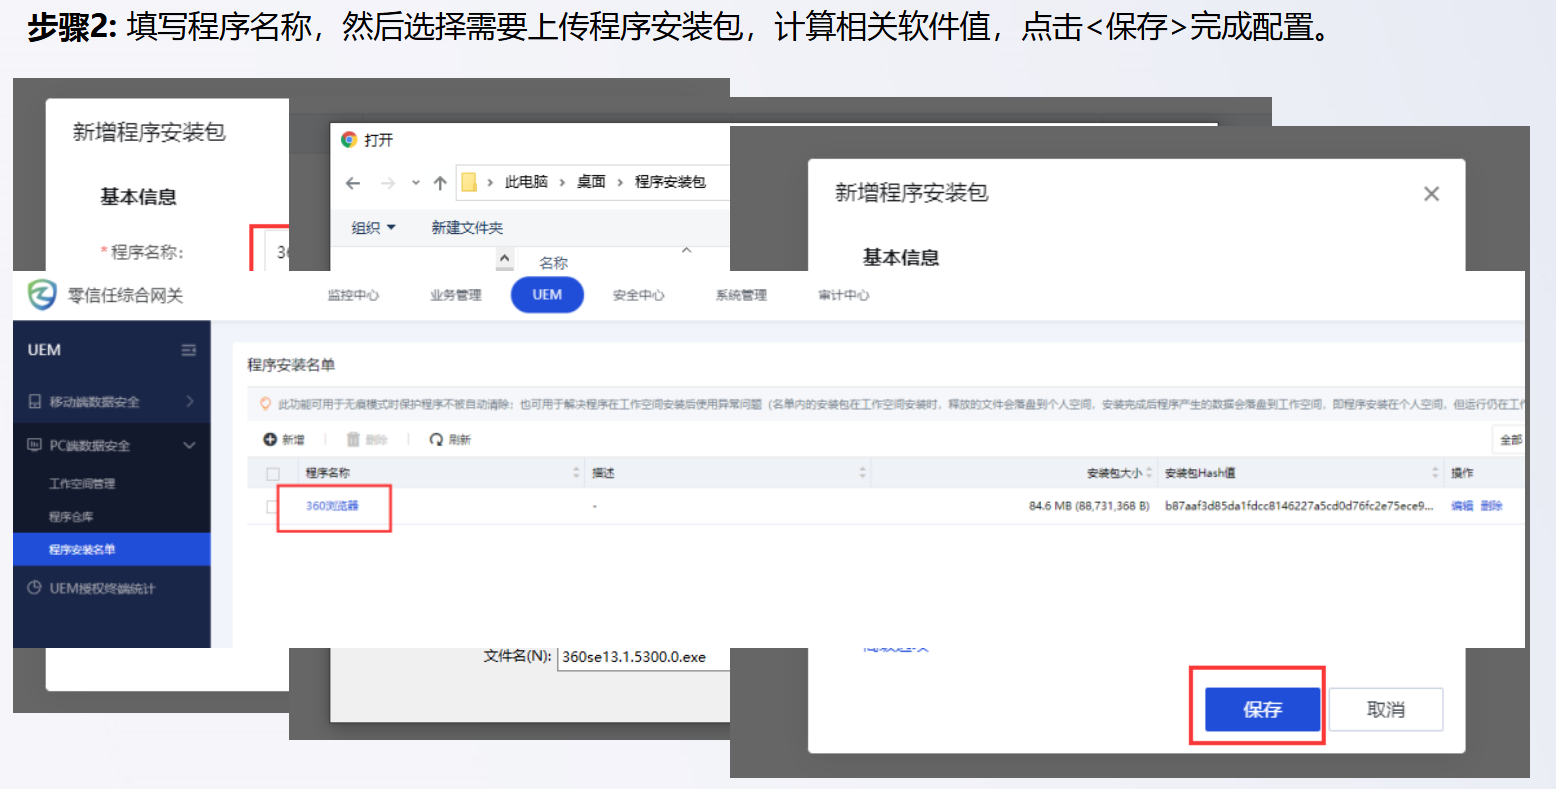 步骤2: 填写程序名称，然后选择需要上传程序安装包，计算相关软件值，点击<保存>完成配置。
新增程序安装包
基本信息
*程序名称:
打开
此电脑 › 桌面 › 程序安装包
组织 新建文件夹
名称
新增程序安装包
基本信息
零信任综合网关 监控中心 业务管理 UEM 安全中心 系统管理 审计中心
UEM
移动端数据安全
PC端数据安全
工作空间管理
程序仓库
程序安装名单
UEM授权终端统计
程序安装名单
此功能可用于无痕模式时保护程序不被自动清除；也可用于解决程序在工作空间安装后使用异常问题（名单内的安装包在工作空间安装时，释放的文件会落盘到个人空间，安装完成后程序产生的数据会落盘到工作空间，即程序安装在个人空间，但运行仍在工作
新增 删除 刷新 全部
程序名称 描述 安装包大小 安装包Hash值 操作
360浏览器 - 84.6 MB (88,731,368 B) b87aaf3d85da1fdcc8146227a5cd0d76fc2e75ece9... 编辑 删除
文件名(N): 360se13.1.5300.0.exe
保存 取消